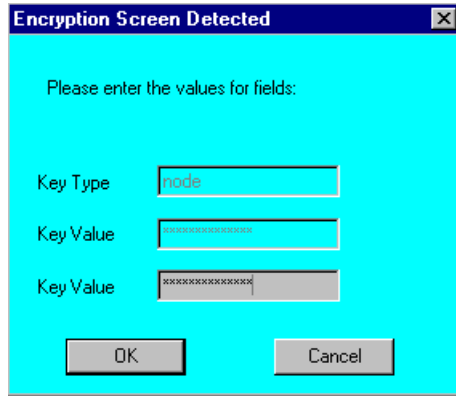 Encryption Screen Detected
Please enter the values for fields:
Key Type node
Key Value **************
Key Value **************
OK Cancel